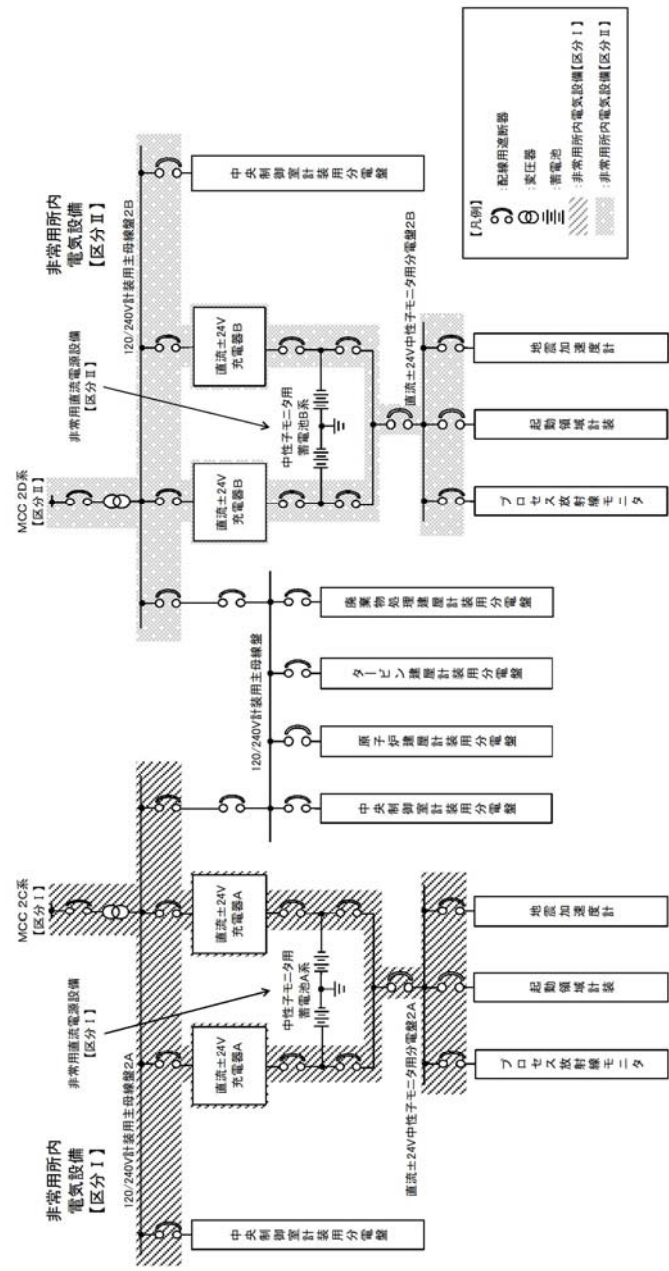 非常用所内
電気設備
【区分Ⅰ】
120/240V計装用主母線盤2A
非常用直流電源設備
[区分Ⅰ]
MCC 2C系
[区分Ⅰ]
直流±24V
充電器A
直流±24V
充電器A
中性子モニタ用
蓄電池A系
直流±24V中性子モニタ用分電盤2A
中央制御室計装用分電盤
プロセス放射線モニタ
起動領域計装
地震加速度計
120/240V計装用主母線盤
中央制御室計装用分電盤
原子炉建屋計装用分電盤
タービン建屋計装用分電盤
廃棄物処理建屋計装用分電盤
MCC 2D系
[区分Ⅱ]
非常用直流電源設備
[区分Ⅱ]
非常用所内
電気設備
【区分Ⅱ】
120/240V計装用主母線盤2B
直流±24V
充電器B
直流±24V
充電器B
中性子モニタ用
蓄電池B系
直流±24V中性子モニタ用分電盤2B
中央制御室計装用分電盤
プロセス放射線モニタ
起動領域計装
地震加速度計
【凡例】
:配線用遮断器
:変圧器
:蓄電池
:非常用所内電気設備[区分Ⅰ]
:非常用所内電気設備[区分Ⅱ]